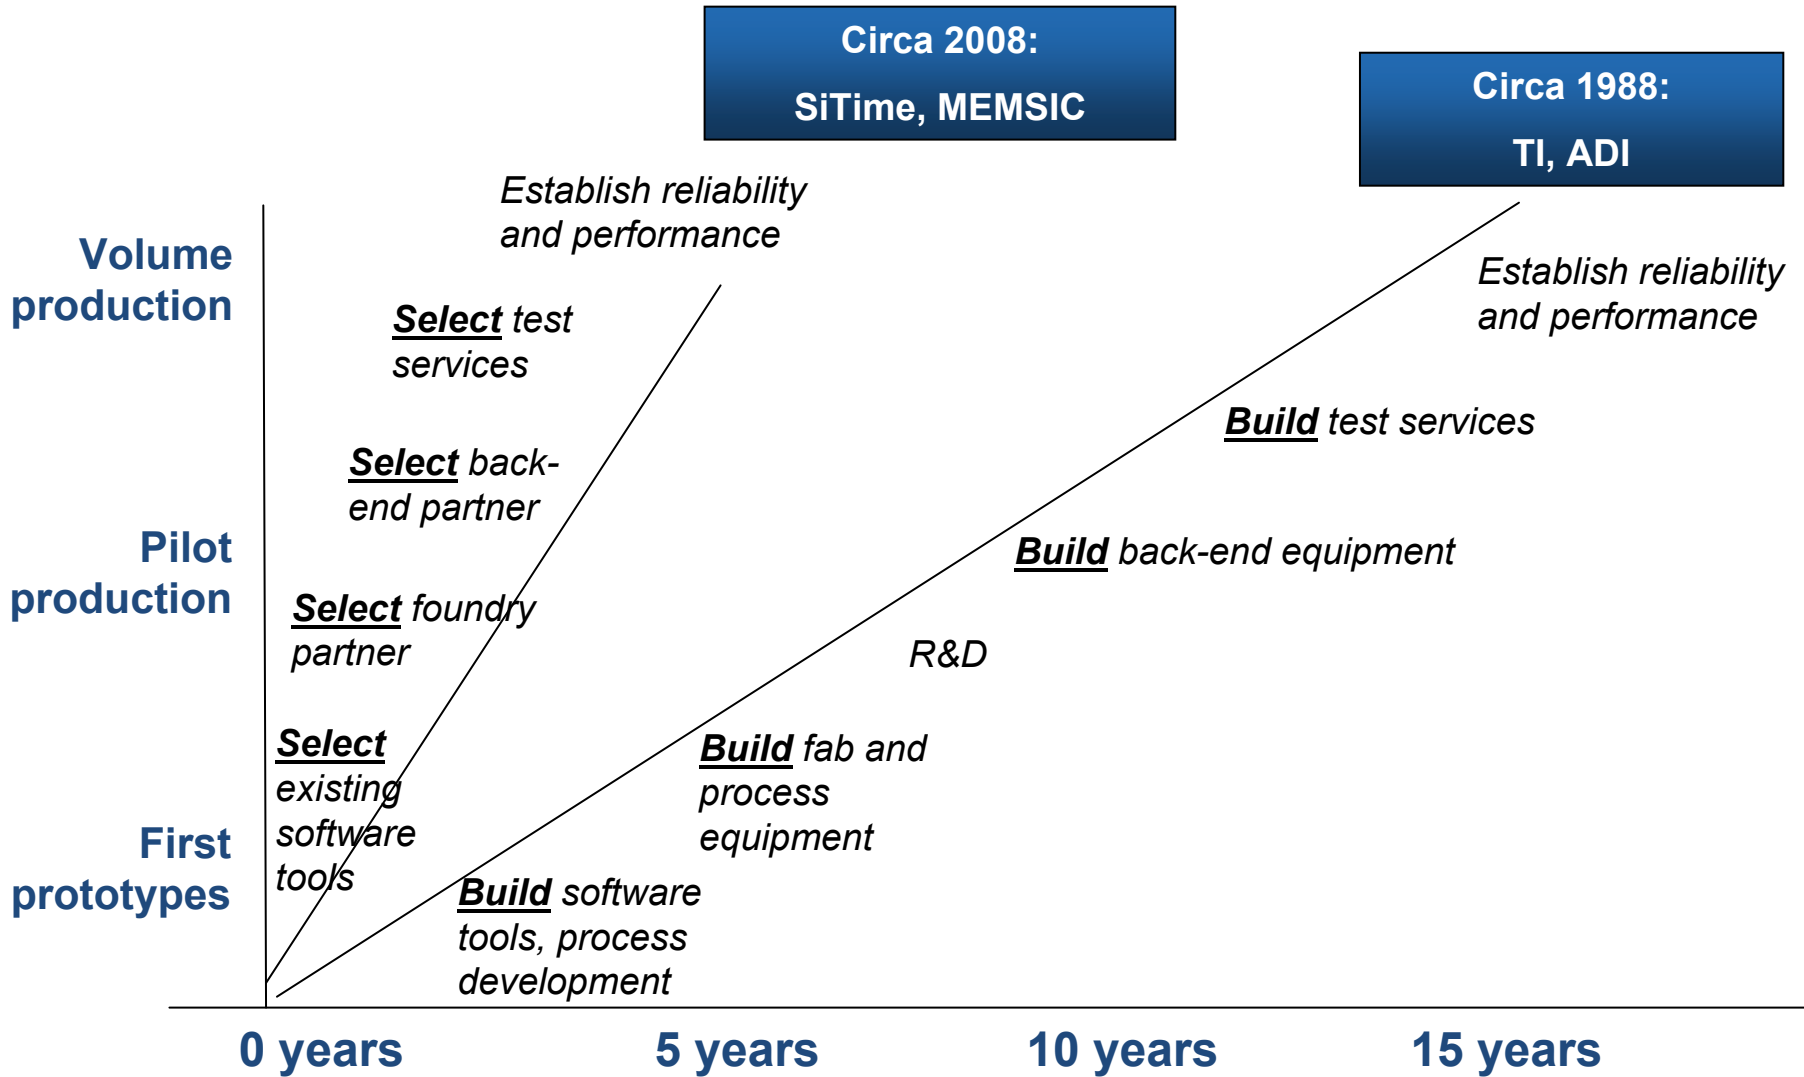 Circa 2008:
SiTime, MEMSIC
Circa 1988:
TI, ADI
Volume
production
Pilot
production
First
prototypes
Establish reliability
and performance
Select test
services
Select back-
end partner
Select foundry
partner
Select
existing
software
tools
Establish reliability
and performance
Build test services
Build back-end equipment
R&D
Build fab and
process
equipment
Build software
tools, process
development
0 years
5 years
10 years
15 years